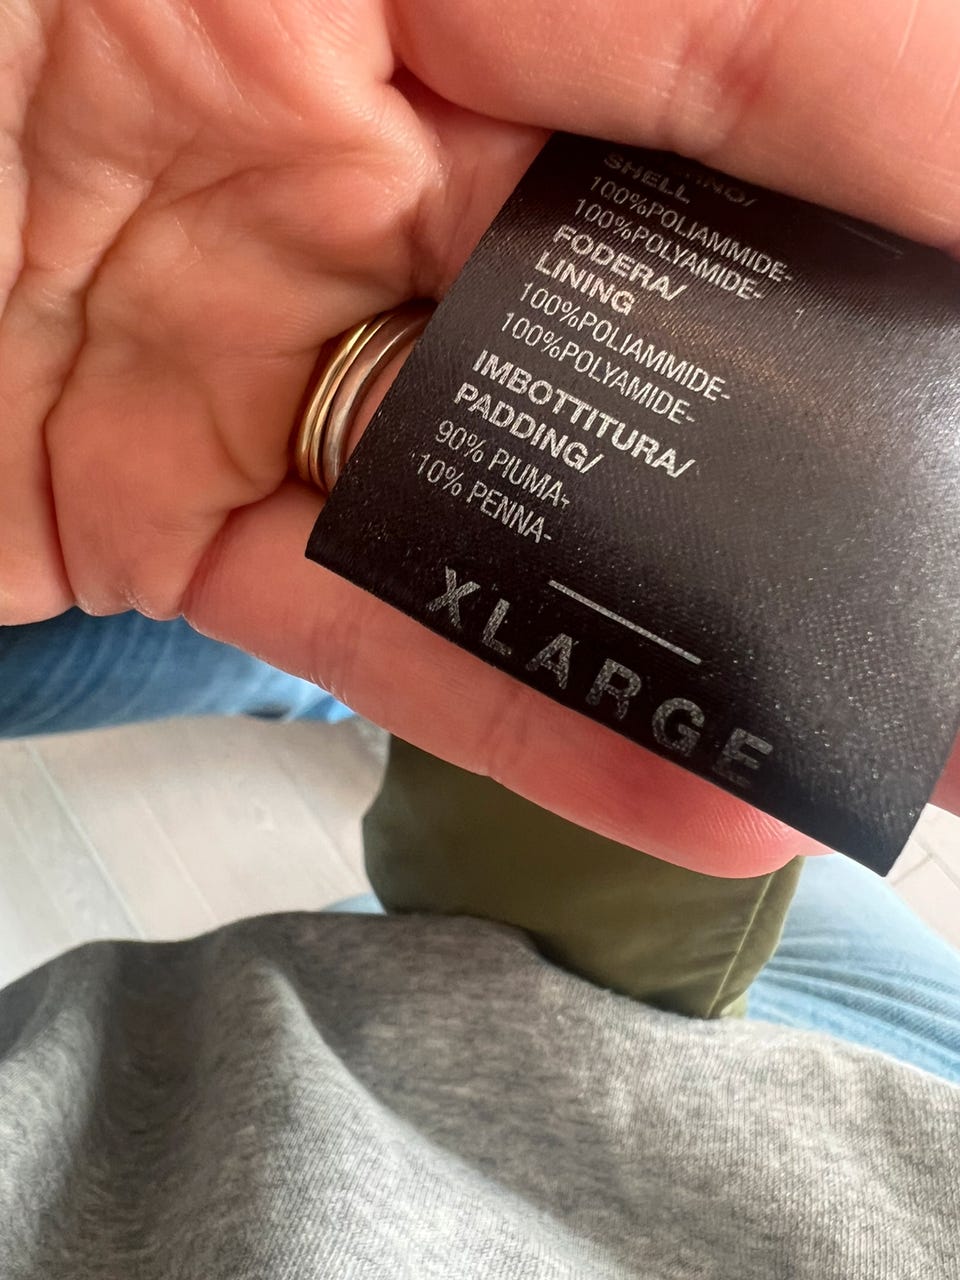 SHELL
100%POLIAMMIDE-
100%POLYAMIDE-
FODERA/
LINING
100%POLIAMMIDE-
100%POLYAMIDE-
IMBOTTITURA/
PADDING/
90% PIUMA-
10% PENNA-
XLARGE